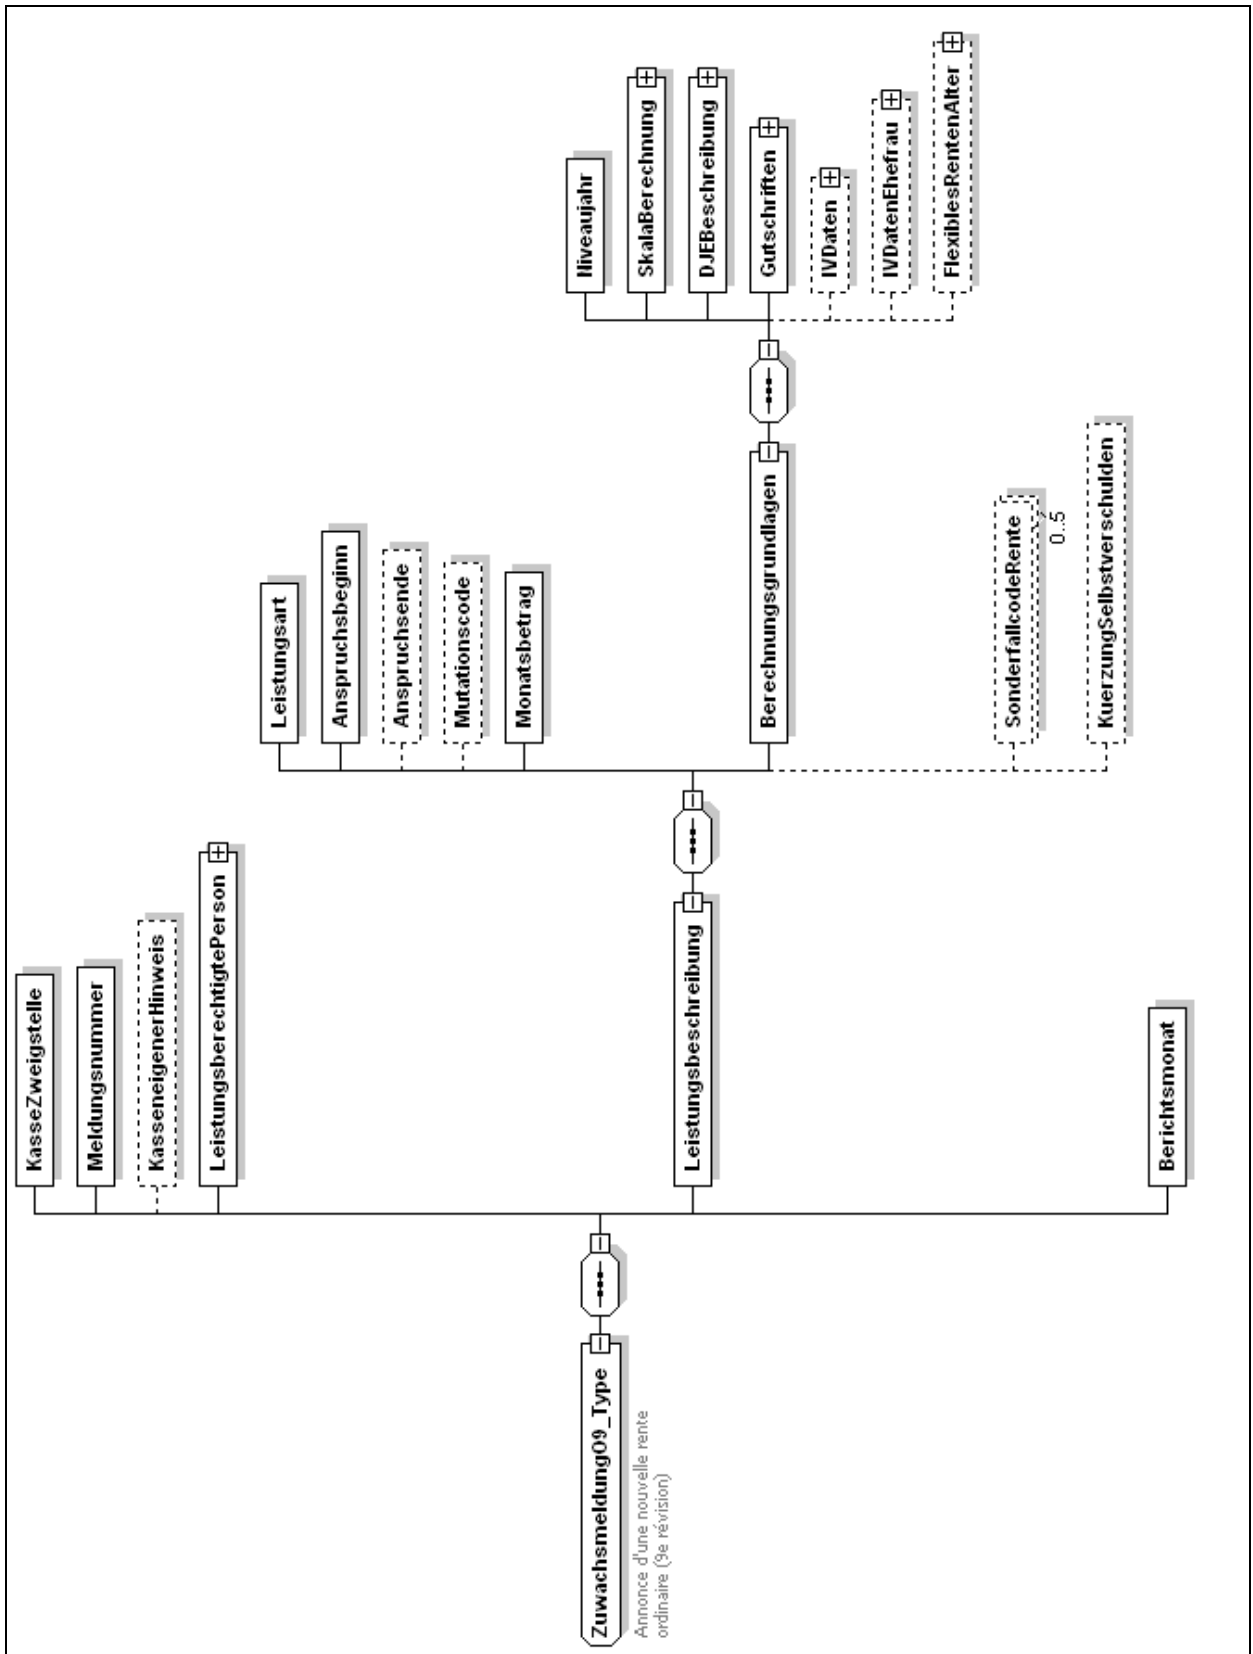 ZuwachsmeldungO9_Type
Annonce d'une nouvelle rente
ordinaire (9e révision)
KasseZweigstelle
Meldungsnummer
KasseneigenerHinweis
LeistungsberechtigtePerson
Leistungsbeschreibung
Leistungsart
Anspruchsbeginn
Anspruchsende
Mutationscode
Monatsbetrag
Berechnungsgrundlagen
Niveaujahr
SkalaBerechnung
DJEBeschreibung
Gutschriften
IVDaten
IVDatenEhefrau
FlexiblesRentenAlter
SonderfallcodeRente
0..5
KuerzungSelbstverschulden
Berichtsmonat